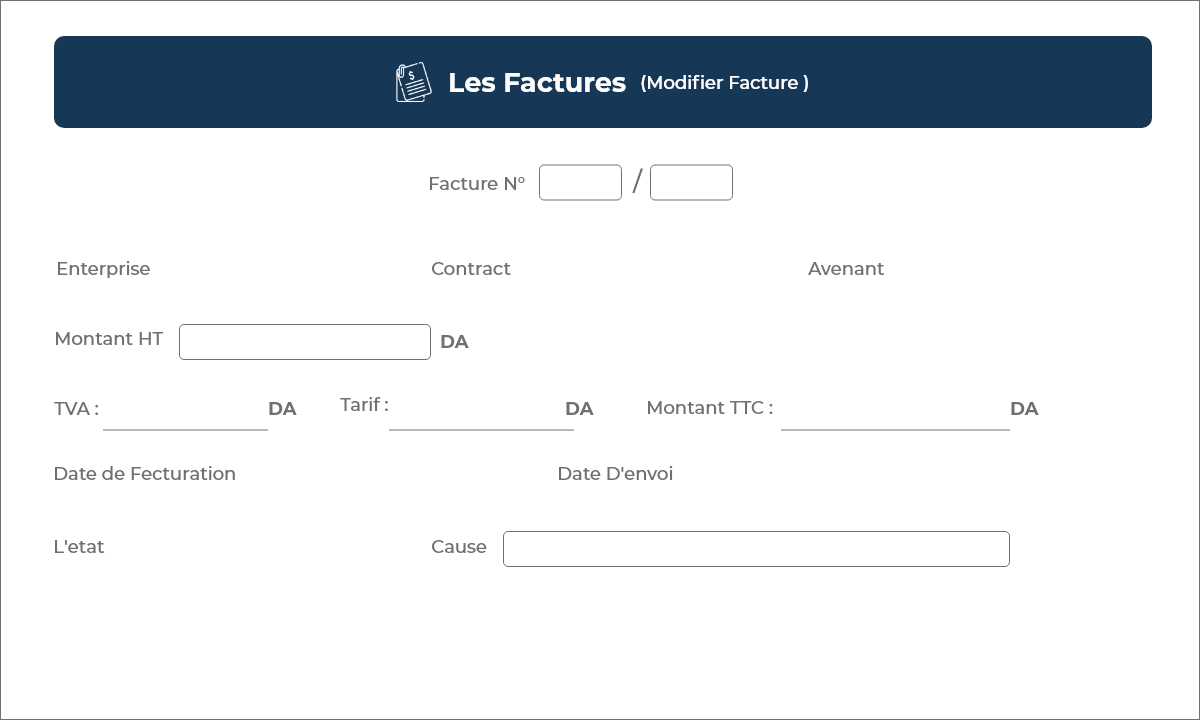 Les Factures (Modifier Facture )
Facture N° /
Enterprise Contract Avenant
Montant HT DA
TVA : DA Tarif : DA Montant TTC : DA
Date de Fecturation Date D'envoi
L'etat Cause